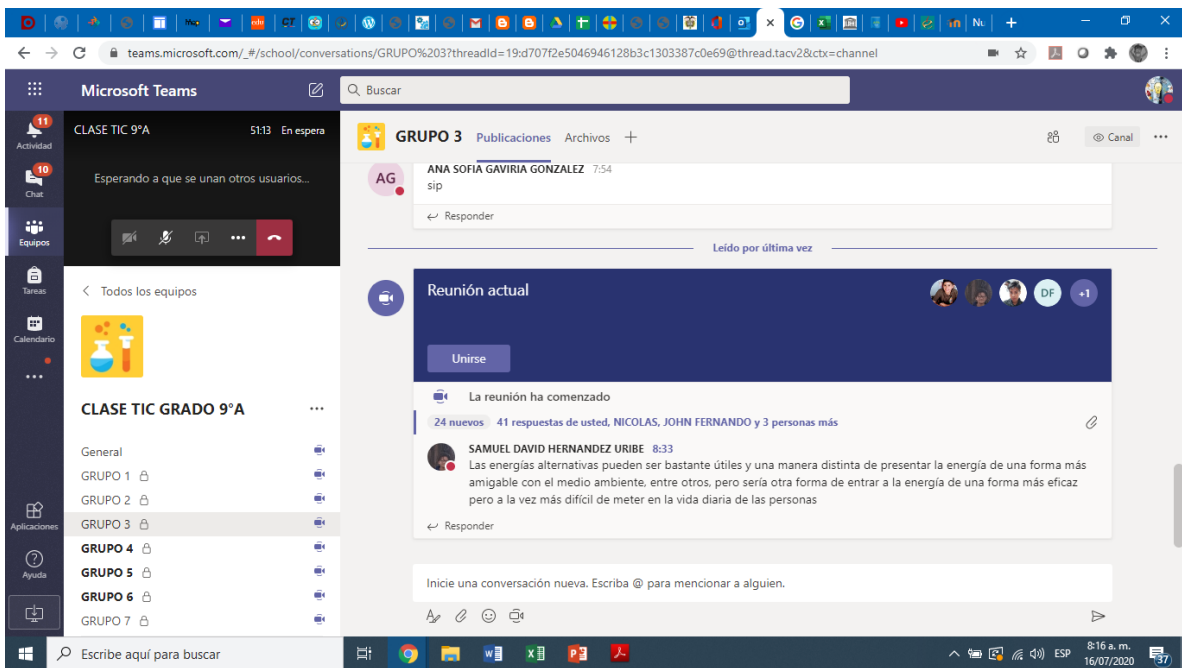 teams.microsoft.com/_#/school/conversations/GRUPO%203?threadId=19:d707f2e5046946128b3c1303387c0e69@thread.tacv2&ctx=channel
Microsoft Teams
Buscar
11
Actividad
10
Chat
Equipos
Tareas
Calendario
Aplicaciones
Ayuda
CLASE TIC 9°A 51:13 En espera
Esperando a que se unan otros usuarios...
Todos los equipos
CLASE TIC GRADO 9°A
General
GRUPO 1
GRUPO 2
GRUPO 3
GRUPO 4
GRUPO 5
GRUPO 6
GRUPO 7
GRUPO 3 Publicaciones Archivos
Canal
AG
ANA SOFIA GAVIRIA GONZALEZ 7:54
sip
Responder
Leído por última vez
Reunión actual
DF +1
Unirse
La reunión ha comenzado
24 nuevos 41 respuestas de usted, NICOLAS, JOHN FERNANDO y 3 personas más
SAMUEL DAVID HERNANDEZ URIBE 8:33
Las energías alternativas pueden ser bastante útiles y una manera distinta de presentar la energía de una forma más
amigable con el medio ambiente, entre otros, pero sería otra forma de entrar a la energía de una forma más eficaz
pero a la vez más difícil de meter en la vida diaria de las personas
Responder
Inicie una conversación nueva. Escriba @ para mencionar a alguien.
Escribe aquí para buscar
ESP
8:16 a. m.
16/07/2020
37